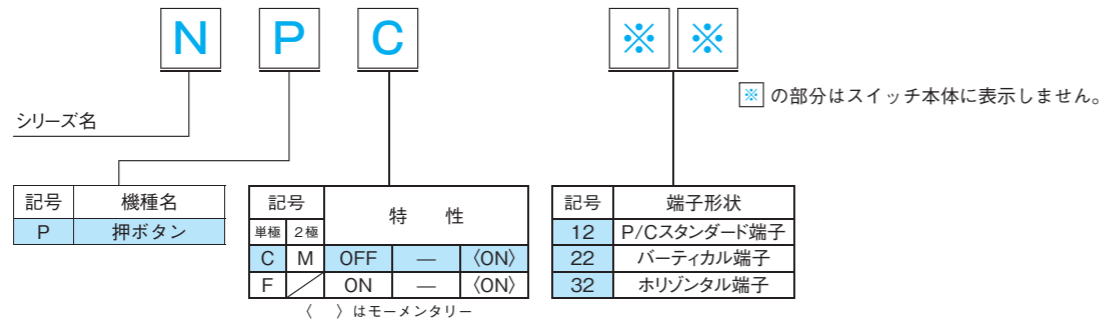 N P C ※ ※
※ の部分はスイッチ本体に表示しません。
シリーズ名
記号 機種名
P 押ボタン
記号 特性
単極 2極
C M OFF — 〈ON〉
F ON — 〈ON〉
〈 〉はモーメンタリー
記号 端子形状
12 P/Cスタンダード端子
22 バーティカル端子
32 ホリゾンタル端子